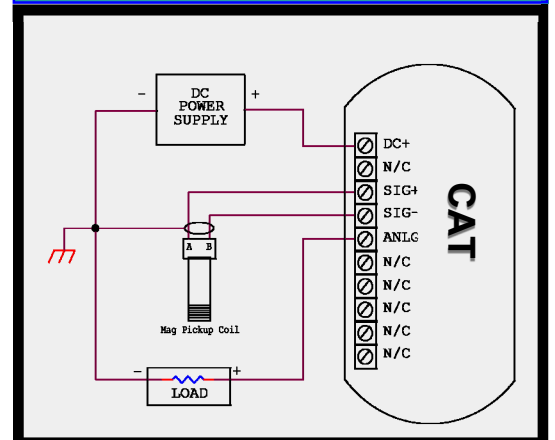 DC
POWER
SUPPLY
-
+
DC+
N/C
SIG+
SIG-
ANLG
N/C
N/C
N/C
N/C
N/C
CAT
A B
Mag Pickup Coil
-
+
LOAD